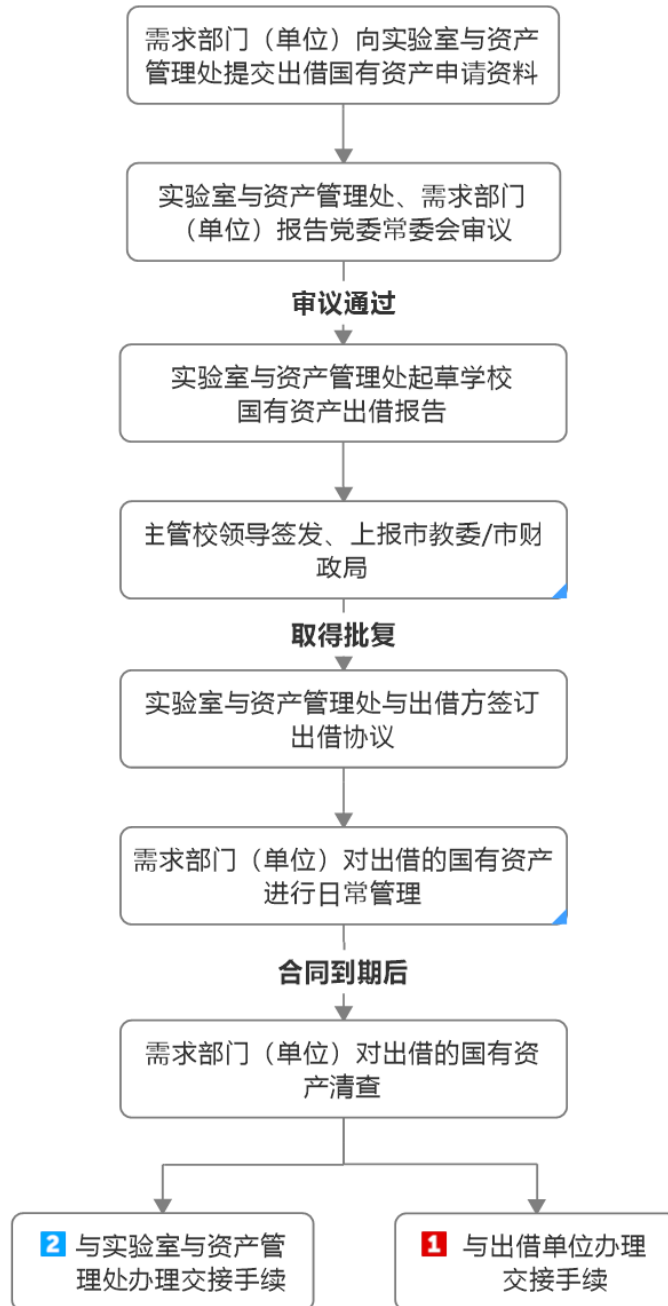 需求部门（单位）向实验室与资产
管理处提交出借国有资产申请资料
实验室与资产管理处、需求部门
（单位）报告党委常委会审议
审议通过
实验室与资产管理处起草学校
国有资产出借报告
主管校领导签发、上报市教委/市财
政局
取得批复
实验室与资产管理处与出借方签订
出借协议
需求部门（单位）对出借的国有资产
进行日常管理
合同到期后
需求部门（单位）对出借的国有资
产清查
2 与实验室与资产管
理处办理交接手续
1 与出借单位办理
交接手续